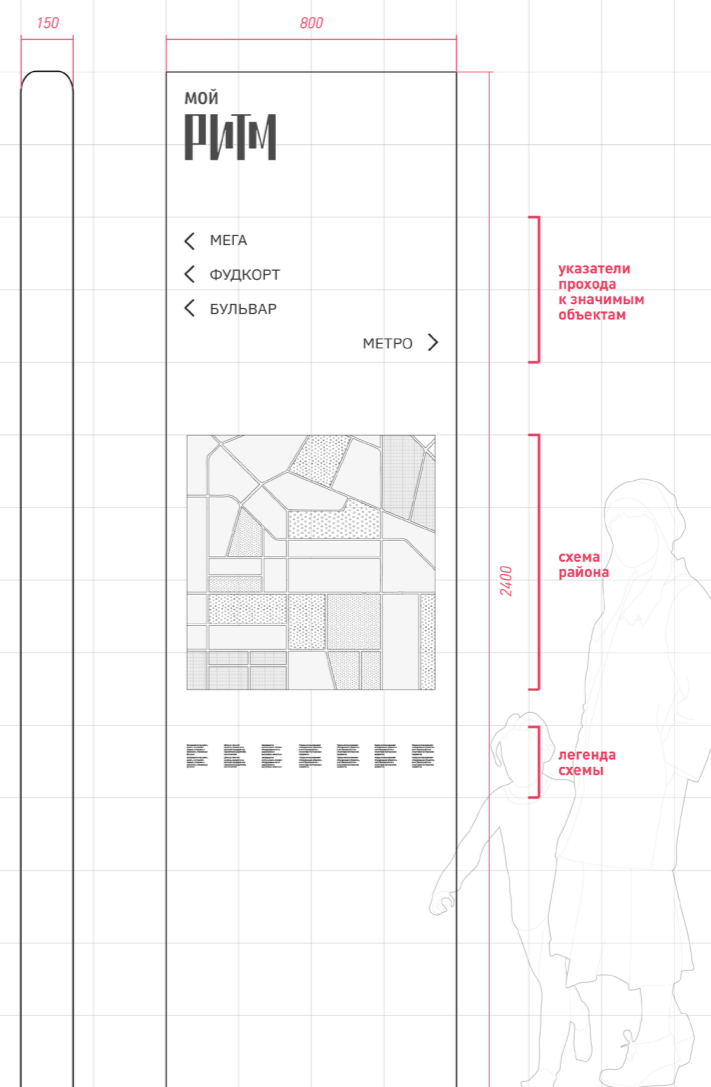 150
800
МОЙ
РИТМ
МЕГА
ФУДКОРТ
БУЛЬВАР
МЕТРО
указатели
прохода
к значимым
объектам
2400
схема
района
легенда
схемы